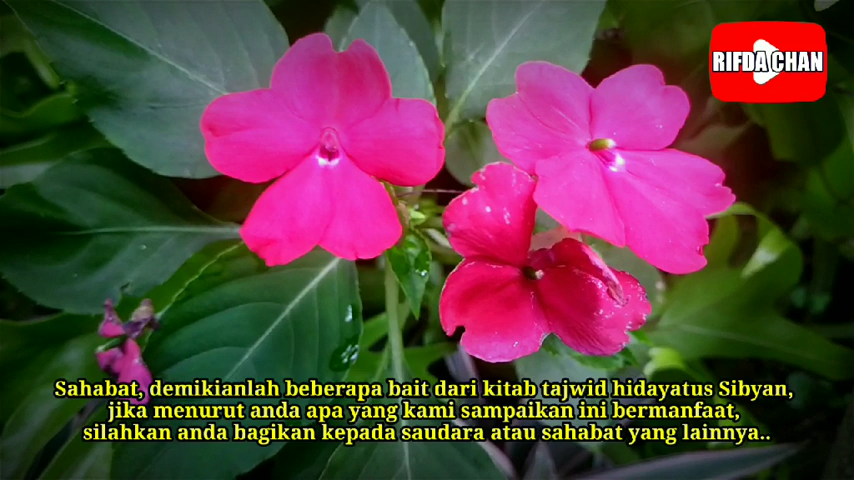 RIFDA CHAN
Sahabat, demikianlah beberapa bait dari kitab tajwid hidayatus Sibyan,
jika menurut anda apa yang kami sampaikan ini bermanfaat,
silahkan anda bagikan kepada saudara atau sahabat yang lainnya..